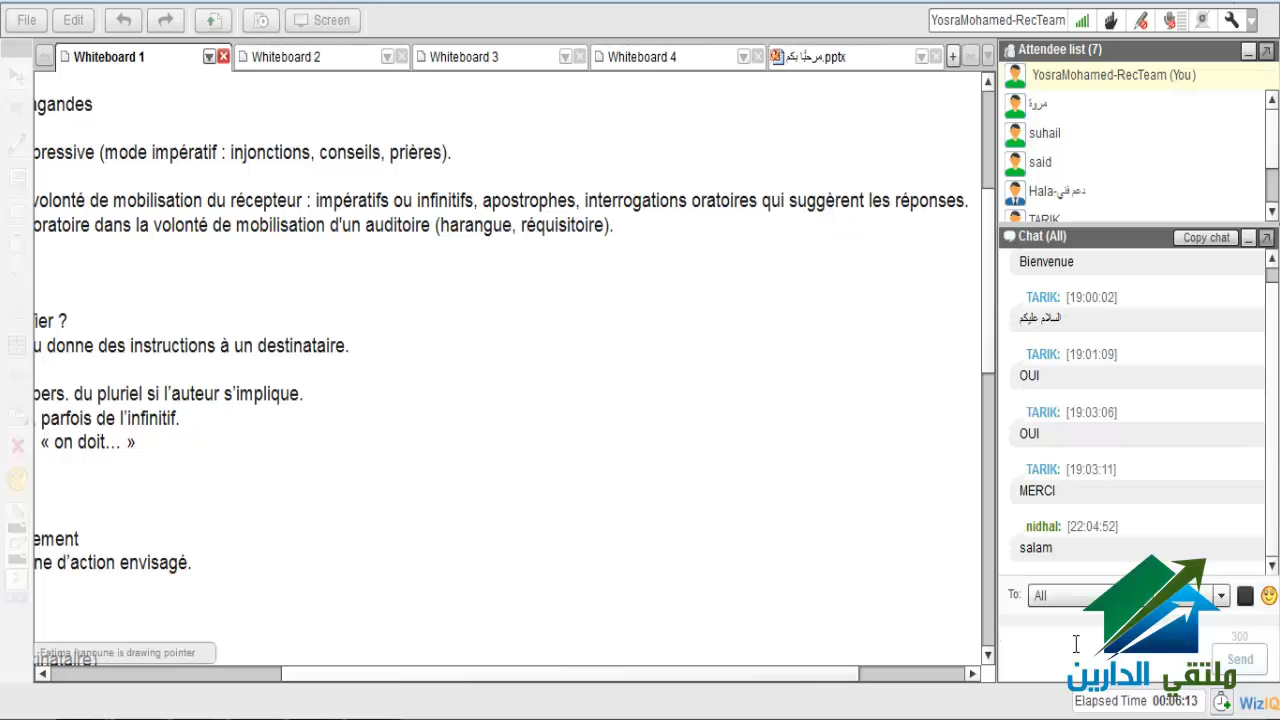 File
Edit
Screen
YosraMohamed-RecTeam
Whiteboard 1
Whiteboard 2
Whiteboard 3
Whiteboard 4
مرحبًا بكم.pptx
Attendee list (7)
YosraMohamed-RecTeam (You)
مروة
suhail
said
Hala-دعم فني
TARIK
gandes
pressive (mode impératif : injonctions, conseils, prières).
volonté de mobilisation du récepteur : impératifs ou infinitifs, apostrophes, interrogations oratoires qui suggèrent les réponses.
oratoire dans la volonté de mobilisation d'un auditoire (harangue, réquisitoire).
ier ?
u donne des instructions à un destinataire.
pers. du pluriel si l’auteur s’implique.
parfois de l’infinitif.
« on doit… »
ement
ne d’action envisagé.
is drawing pointer
Chat (All)
Copy chat
Bienvenue
TARIK: [19:00:02]
السلام عليكم
TARIK: [19:01:09]
OUI
TARIK: [19:03:06]
OUI
TARIK: [19:03:11]
MERCI
nidhal: [22:04:52]
salam
To:
All
300
Send
ملتقي الدارين
Elapsed Time 00:06:13
WizIQ